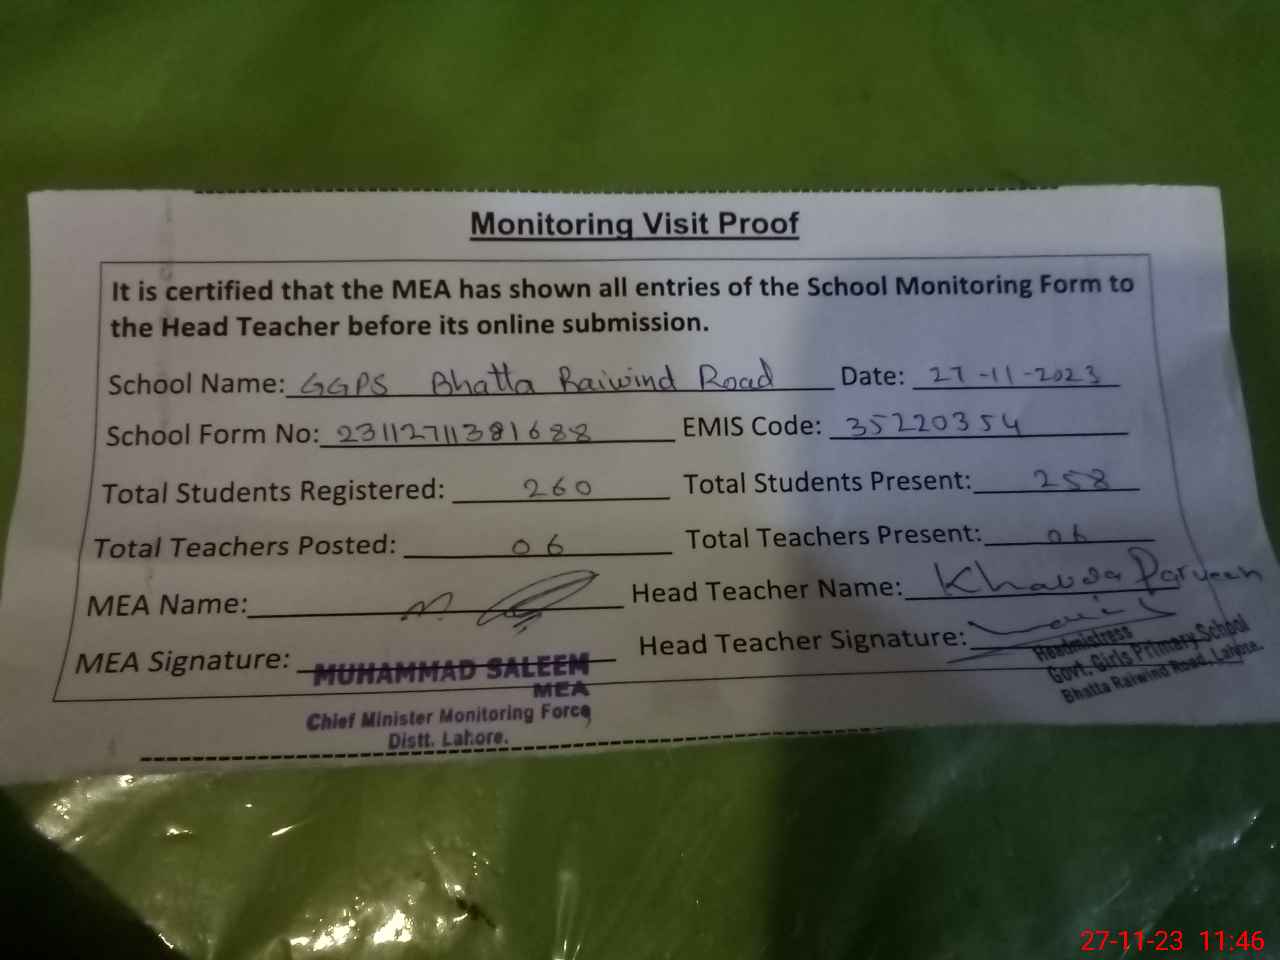 Monitoring Visit Proof
It is certified that the MEA has shown all entries of the School Monitoring Form to
the Head Teacher before its online submission.
School Name: GGPS Bhatta Raiwind Road Date: 27-11-2023
School Form No: 23112711381688 EMIS Code: 35220354
Total Students Registered: 260 Total Students Present: 258
Total Teachers Posted: 06 Total Teachers Present: 06
MEA Name: Head Teacher Name: Parveen
MEA Signature: Head Teacher Signature:
MUHAMMAD SALEEM
MEA
Chief Minister Monitoring Force
Distt. Lahore.
Headmistress
Govt. Girls Primary School
Bhatta Raiwind Road, Lahore.
27-11-23 11:46